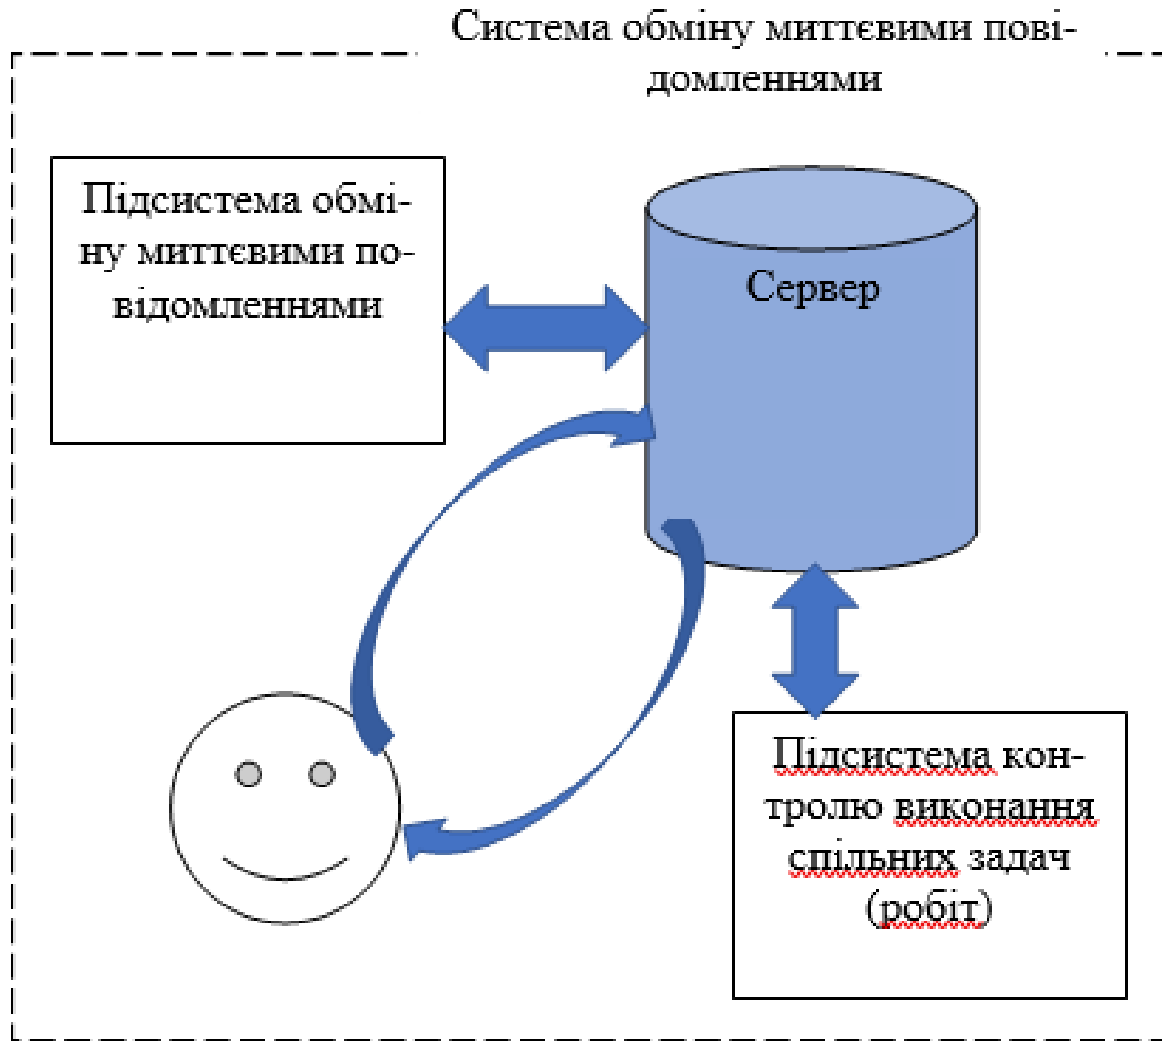 Система обміну миттєвими пові-
домленнями
Підсистема обмі-
ну миттєвими по-
відомленнями
Сервер
Підсистема кон-
тролю виконання
спільних задач
(робіт)